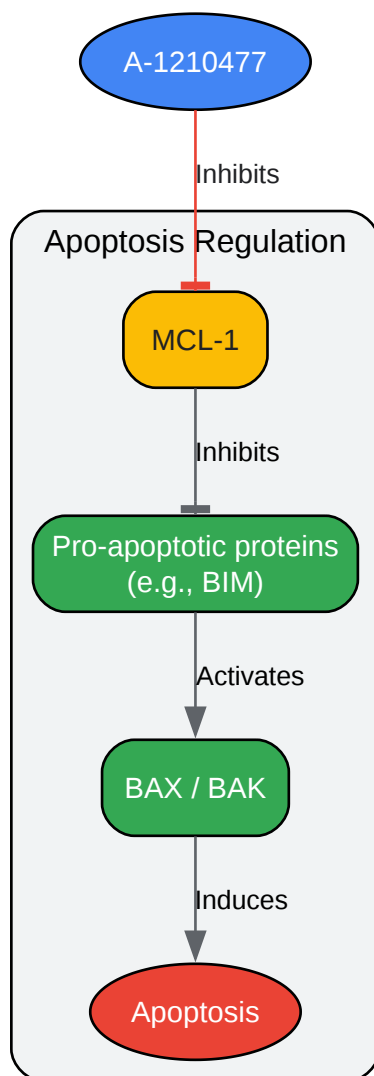 A-1210477
Inhibits
Apoptosis Regulation
MCL-1
Inhibits
Pro-apoptotic proteins
(e.g., BIM)
Activates
BAX / BAK
Induces
Apoptosis